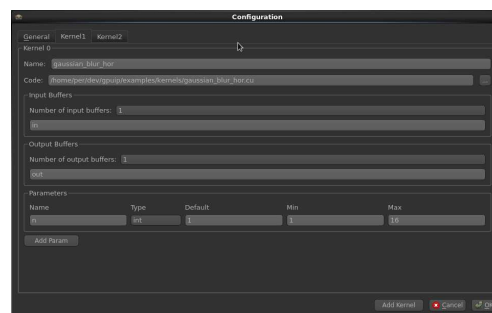 Configuration
General Kernel1 Kernel2
Kernel 0
Name: gaussian_blur_hor
Code: /home/per/dev/gpuip/examples/kernels/gaussian_blur_hor.cu ...
Input Buffers
Number of input buffers: 1
in
Output Buffers
Number of output buffers: 1
out
Parameters
Name Type Default Min Max
n int 1 1 16
Add Param
Add Kernel Cancel